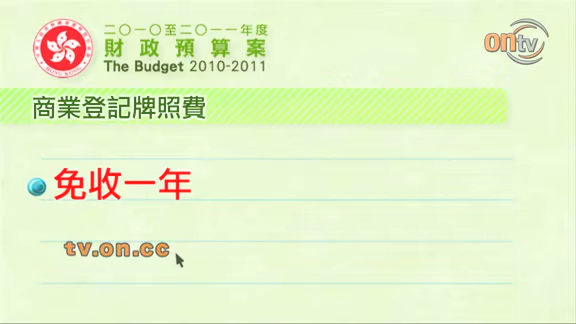 二〇一〇至二〇一一年度
財政預算案
The Budget 2010-2011
ontv
商業登記牌照費
免收一年
tv.on.cc